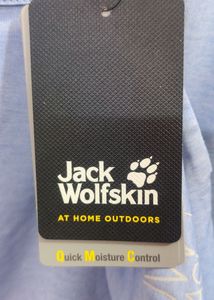 Jack
Wolfskin
AT HOME OUTDOORS
Quick Moisture Control